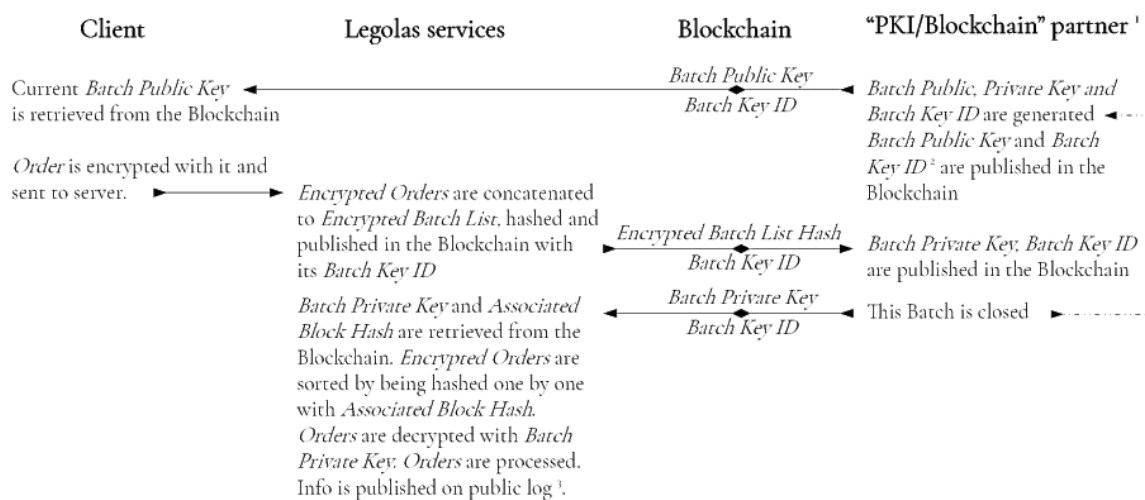 Client
Legolas services
Blockchain
“PKI/Blockchain” partner ¹
Current Batch Public Key
is retrieved from the Blockchain
Batch Public Key
Batch Key ID
Batch Public, Private Key and
Batch Key ID are generated
Batch Public Key and Batch
Key ID ² are published in the
Blockchain
Order is encrypted with it and
sent to server.
Encrypted Orders are concatenated
to Encrypted Batch List, hashed and
published in the Blockchain with
its Batch Key ID
Encrypted Batch List Hash
Batch Key ID
Batch Private Key, Batch Key ID
are published in the Blockchain
Batch Private Key and Associated
Block Hash are retrieved from the
Blockchain. Encrypted Orders are
sorted by being hashed one by one
with Associated Block Hash.
Orders are decrypted with Batch
Private Key. Orders are processed.
Info is published on public log ³.
Batch Private Key
Batch Key ID
This Batch is closed